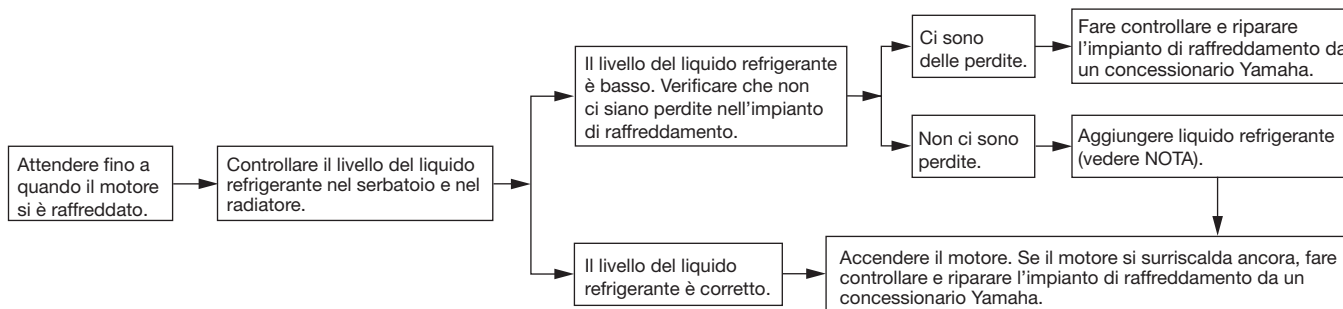 Attendere fino a
quando il motore
si è raffreddato.
Controllare il livello del liquido
refrigerante nel serbatoio e nel
radiatore.
Il livello del liquido refrigerante
è basso. Verificare che non
ci siano perdite nell’impianto
di raffreddamento.
Ci sono
delle perdite.
Fare controllare e riparare
l’impianto di raffreddamento da
un concessionario Yamaha.
Non ci sono
perdite.
Aggiungere liquido refrigerante
(vedere NOTA).
Il livello del liquido
refrigerante è corretto.
Accendere il motore. Se il motore si surriscalda ancora, fare
controllare e riparare l’impianto di raffreddamento da un
concessionario Yamaha.